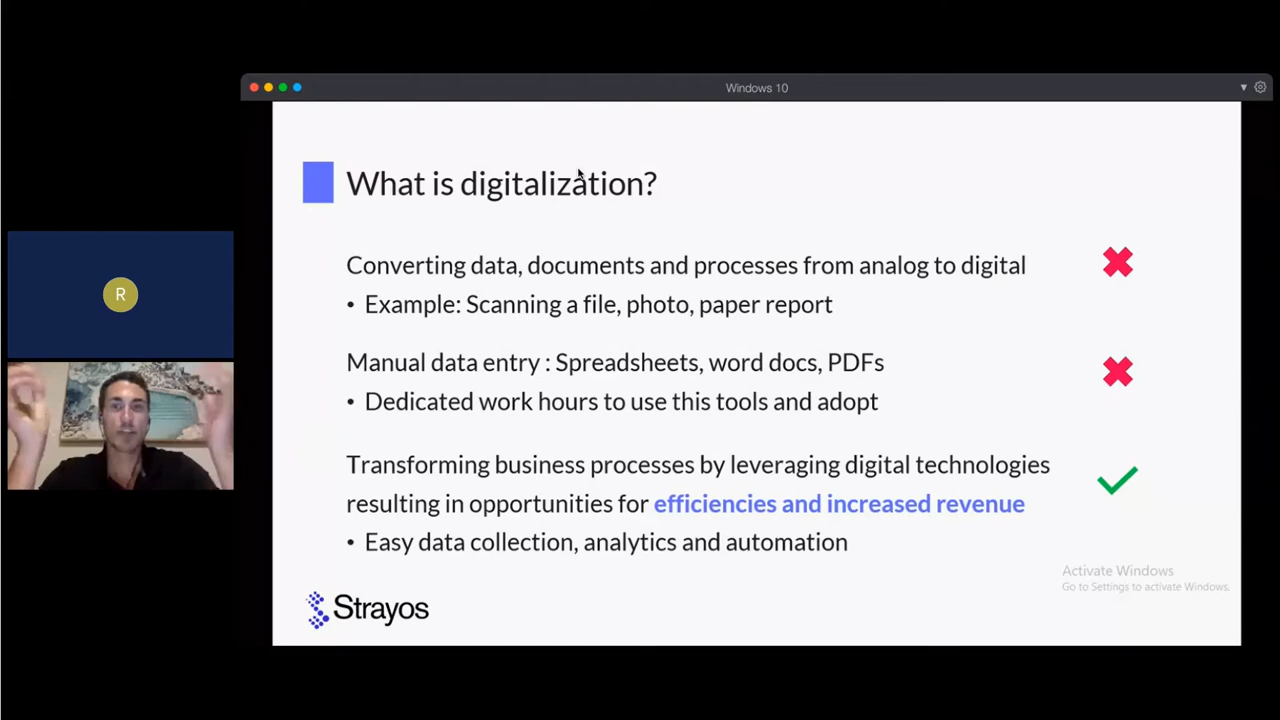 Windows 10
What is digitalization?
Converting data, documents and processes from analog to digital
• Example: Scanning a file, photo, paper report
Manual data entry : Spreadsheets, word docs, PDFs
• Dedicated work hours to use this tools and adopt
Transforming business processes by leveraging digital technologies
resulting in opportunities for efficiencies and increased revenue
• Easy data collection, analytics and automation
Activate Windows
Go to Settings to activate Windows.
Strayos
R